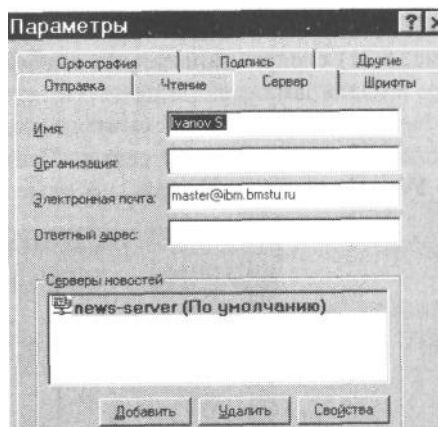 Параметры
Орфография Подпись Другие
Отправка Чтение Сервер Шрифты
Имя: Ivanov S.
Организация:
Электронная почта: master@ibm.bmstu.ru
Ответный адрес:
Серверы новостей
news-server (По умолчанию)
Добавить Удалить Свойства